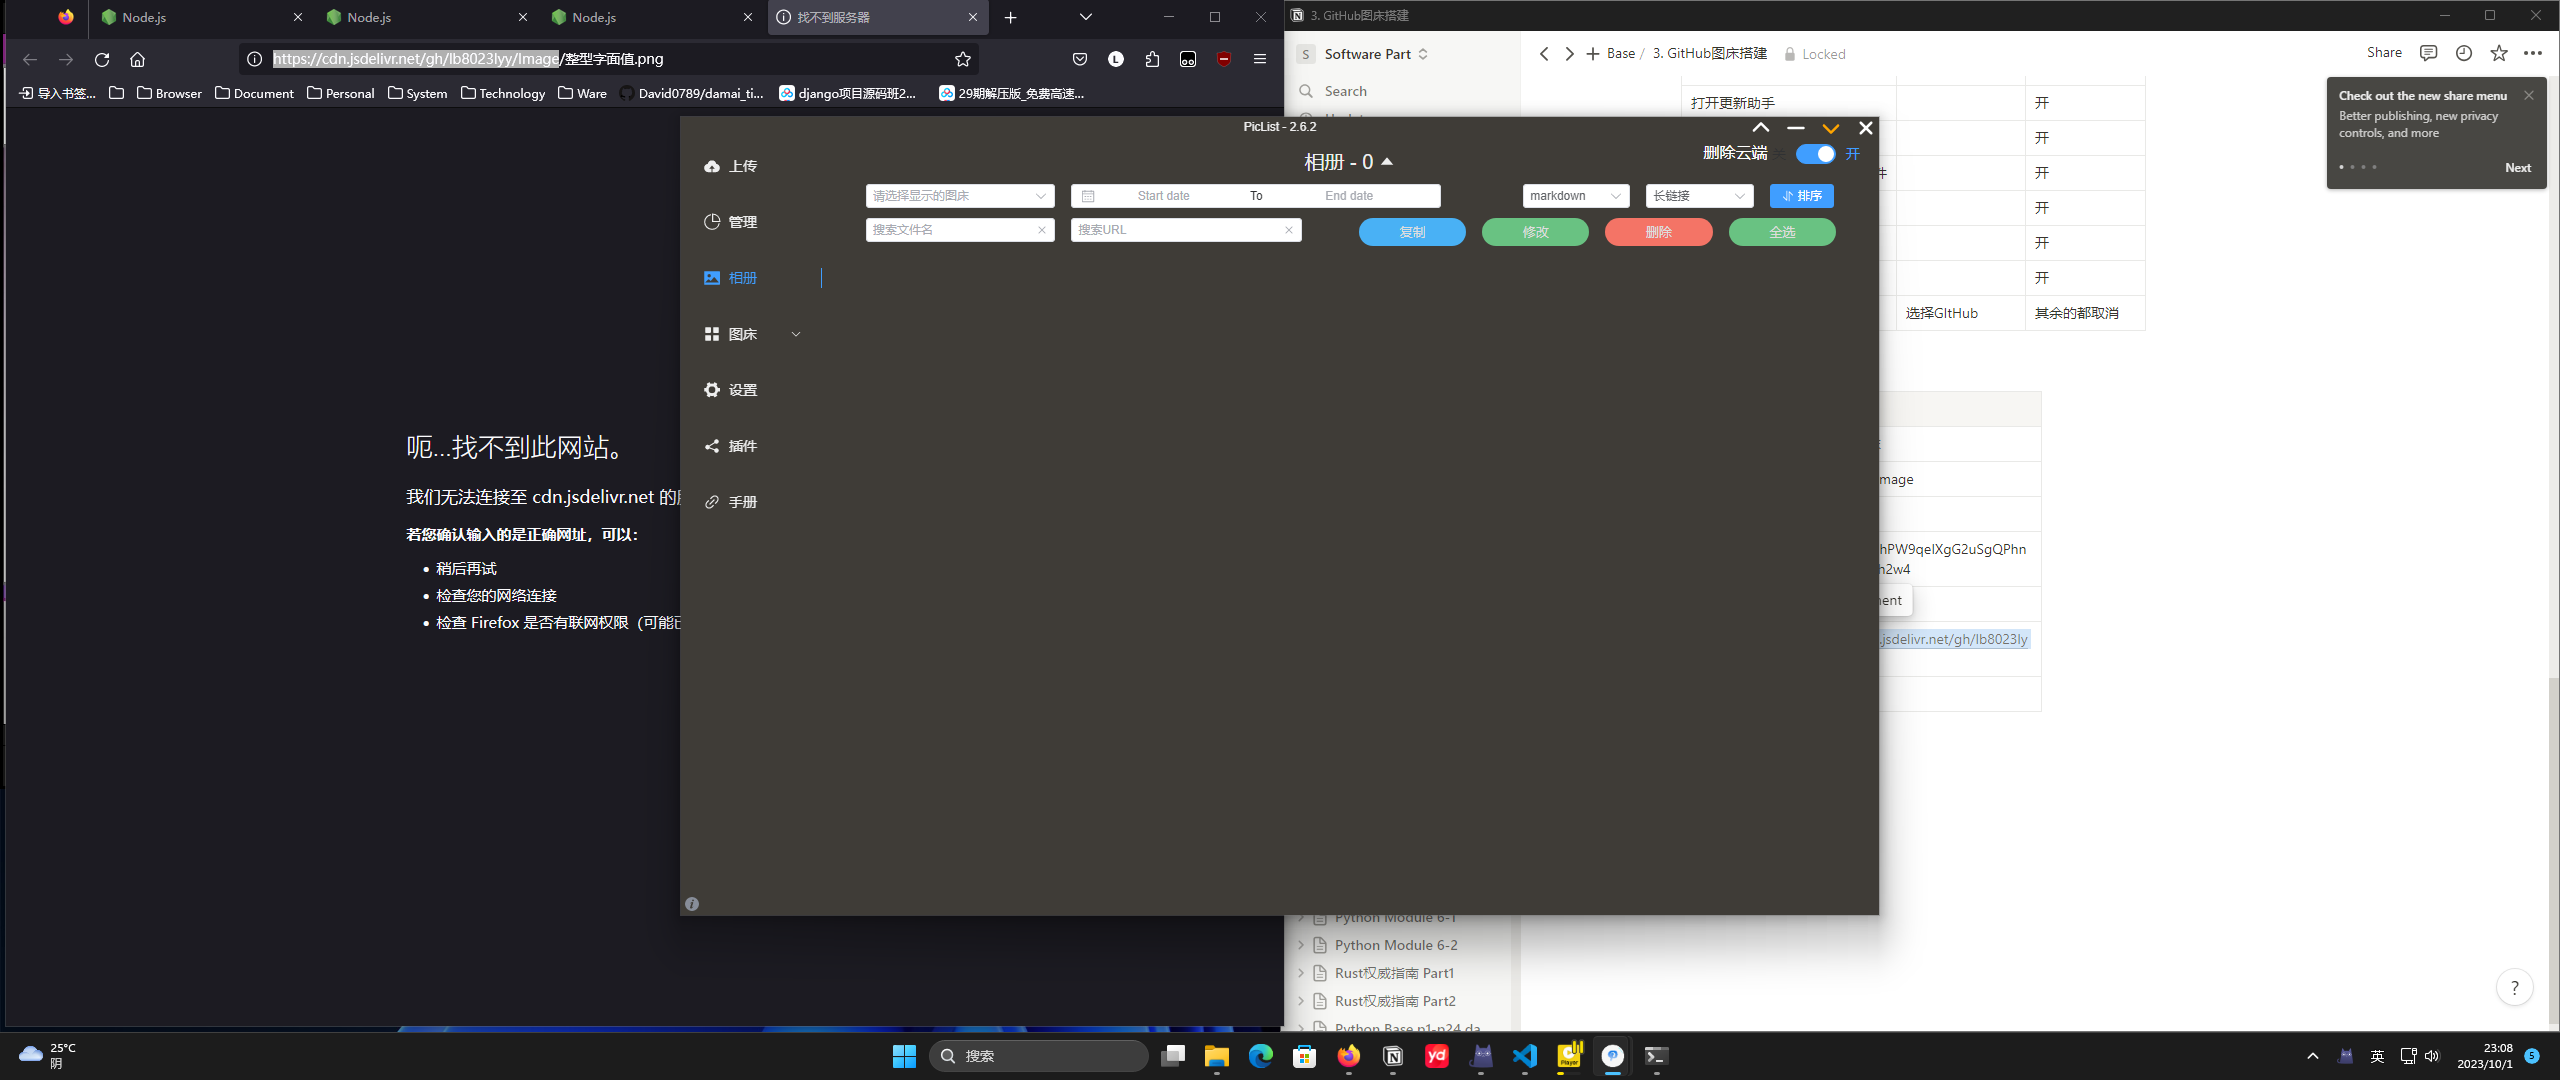 Node.js
Node.js
Node.js
找不到服务器
https://cdn.jsdelivr.net/gh/lb8023lyy/Image/整型字面值.png
导入书签...
Browser
Document
Personal
System
Technology
Ware
David0789/damai_ti...
django项目源码班2...
29期解压版_免费高速...
呃...找不到此网站。
我们无法连接至 cdn.jsdelivr.net 的
若您确认输入的是正确网址，可以：
稍后再试
检查您的网络连接
检查 Firefox 是否有联网权限（可能
PicList - 2.6.2
上传
管理
相册
图床
设置
插件
手册
相册 - 0
删除云端
开
请选择显示的图床
Start date
To
End date
markdown
长链接
排序
搜索文件名
搜索URL
复制
修改
删除
全选
3. GitHub图床搭建
S
Software Part
Search
Base / 3. GitHub图床搭建
Locked
Share
Check out the new share menu
Better publishing, new privacy
controls, and more
Next
打开更新助手
开
开
件
开
开
开
开
选择GItHub
其余的都取消
mage
hPW9qelXgG2uSgQPhn
h2w4
ent
.jsdelivr.net/gh/lb8023ly
Python Module 6-1
Python Module 6-2
Rust权威指南 Part1
Rust权威指南 Part2
Python Base p1-p24 da
?
25°C
阴
搜索
yd
Player
英
23:08
2023/10/1
5